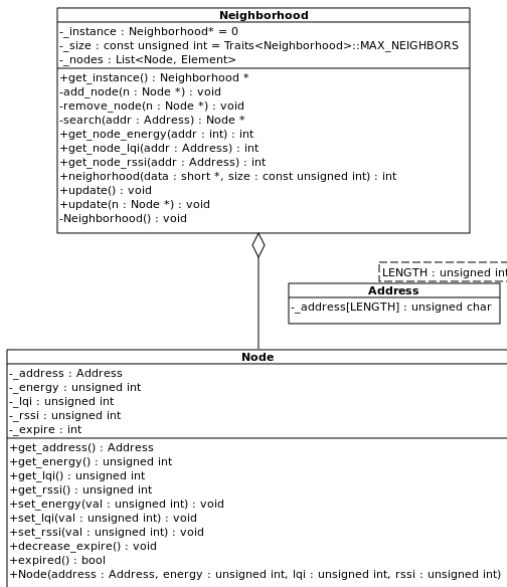 Neighborhood
-_instance : Neighborhood* = 0
-_size : const unsigned int = Traits<Neighborhood>::MAX_NEIGHBORS
-_nodes : List<Node, Element>
+get_instance() : Neighborhood *
-add_node(n : Node *) : void
-remove_node(n : Node *) : void
-search(addr : Address) : Node *
+get_node_energy(addr : int) : int
+get_node_lqi(addr : Address) : int
+get_node_rssi(addr : Address) : int
+neighorhood(data : short *, size : const unsigned int) : int
+update() : void
+update(n : Node *) : void
-Neighborhood() : void
LENGTH : unsigned int
Address
-_address[LENGTH] : unsigned char
Node
-_address : Address
-_energy : unsigned int
-_lqi : unsigned int
-_rssi : unsigned int
-_expire : int
+get_address() : Address
+get_energy() : unsigned int
+get_lqi() : unsigned int
+get_rssi() : unsigned int
+set_energy(val : unsigned int) : void
+set_lqi(val : unsigned int) : void
+set_rssi(val : unsigned int) : void
+decrease_expire() : void
+expired() : bool
+Node(address : Address, energy : unsigned int, lqi : unsigned int, rssi : unsigned int)